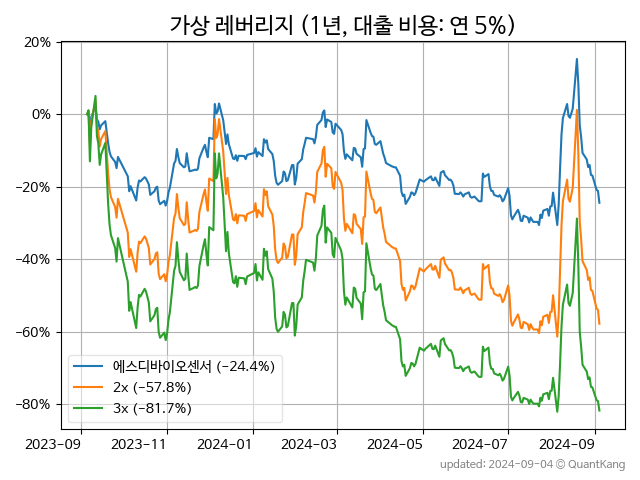 가상 레버리지 (1년, 대출 비용: 연 5%)
20%
0%
−20%
−40%
−60%
−80%
에스디바이오센서 (−24.4%)
2x (−57.8%)
3x (−81.7%)
2023-09 2023-11 2024-01 2024-03 2024-05 2024-07 2024-09
updated: 2024-09-04 © QuantKang